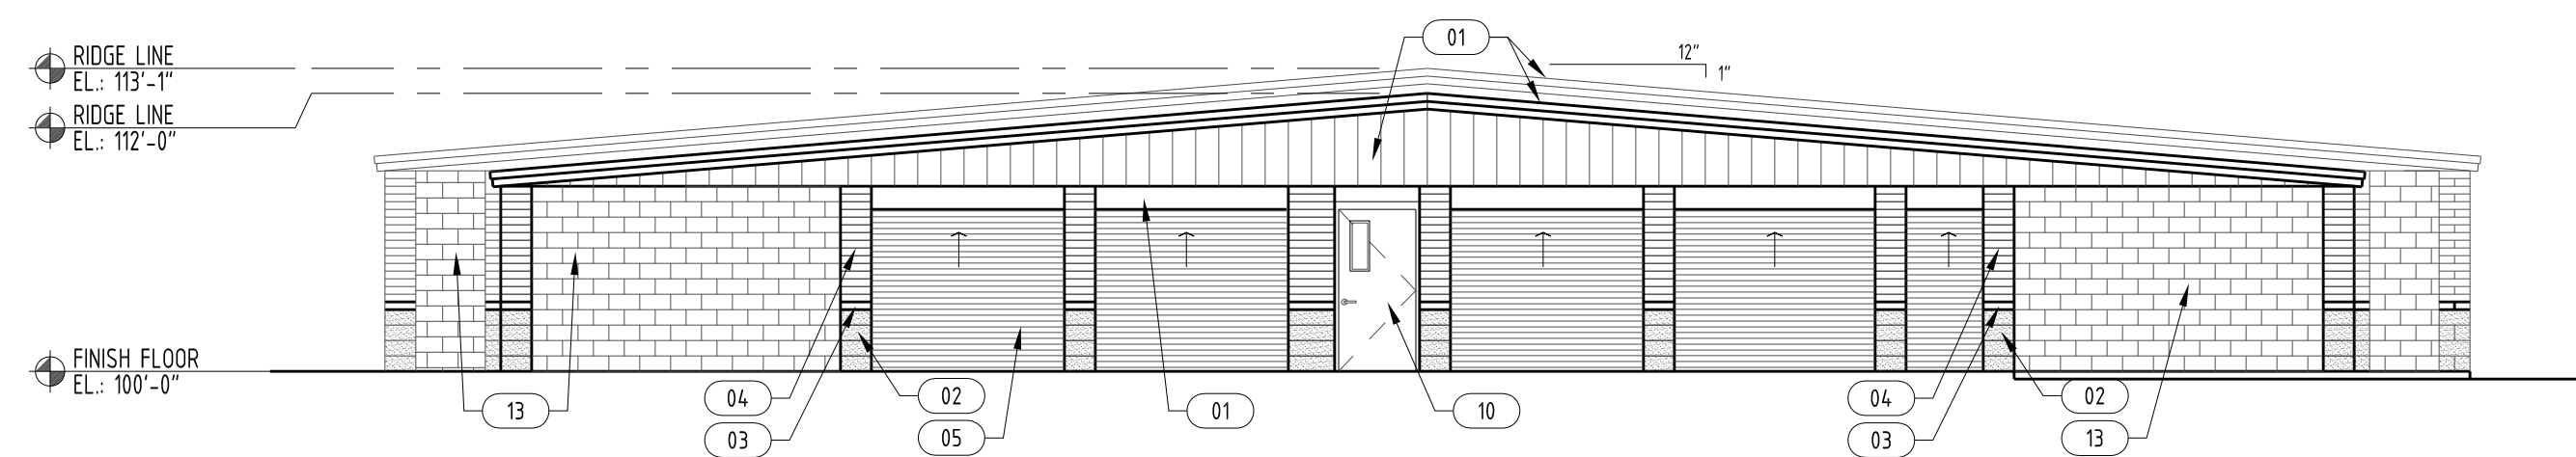 RIDGE LINE
EL.: 113'-1"
RIDGE LINE
EL.: 112'-0"
01
12"
1"
FINISH FLOOR
EL.: 100'-0"
13
04
03
02
05
01
10
04
03
02
13